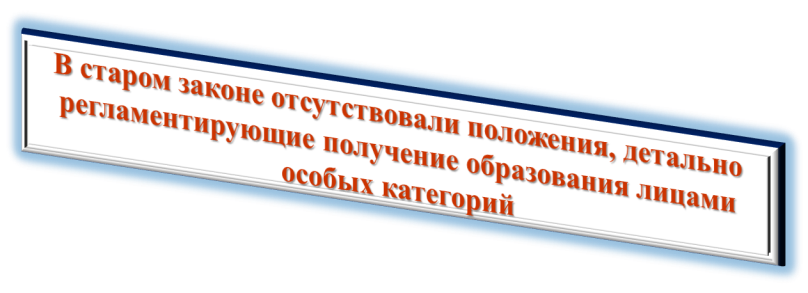 В старом законе отсутствовали положения, детально
регламентирующие получение образования лицами
особых категорий